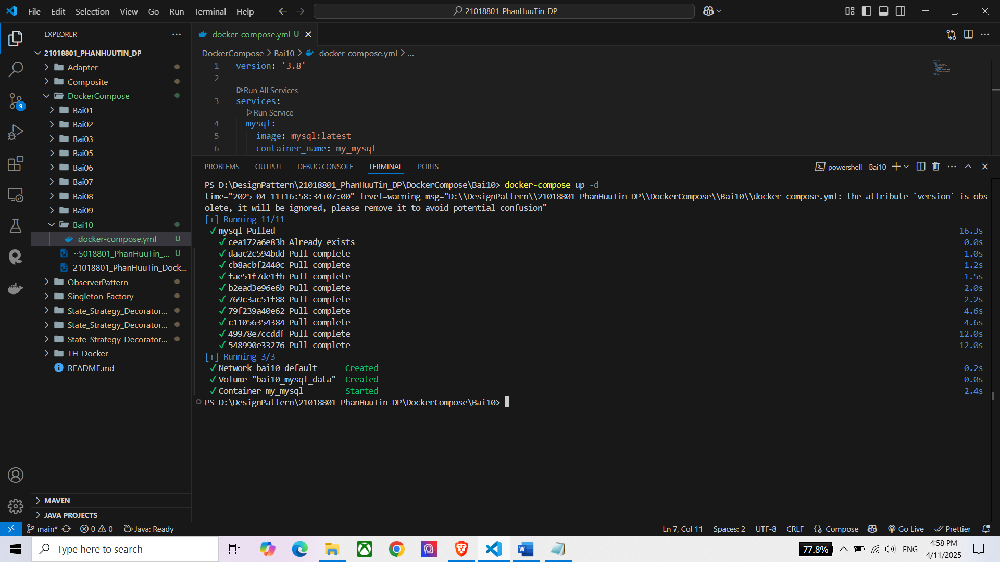 File Edit Selection View Go Run Terminal Help
21018801_PhanHuuTin_DP
EXPLORER
21018801_PHANHUUTIN_DP
Adapter
Composite
DockerCompose
Bai01
Bai02
Bai03
Bai05
Bai06
Bai07
Bai08
Bai09
Bai10
docker-compose.yml U
~$018801_PhanHuuTin_... U
21018801_PhanHuuTin_Dock...
ObserverPattern
Singleton_Factory
State_Strategy_Decorator...
State_Strategy_Decorator...
State_Strategy_Decorator...
TH_Docker
README.md
MAVEN
JAVA PROJECTS
9
docker-compose.yml U
DockerCompose > Bai10 > docker-compose.yml > ...
1 version: '3.8'
2
Run All Services
3 services:
Run Service
4 mysql:
5 image: mysql:latest
6 container_name: my_mysql
PROBLEMS OUTPUT DEBUG CONSOLE TERMINAL PORTS
powershell - Bai10
PS D:\DesignPattern\21018801_PhanHuuTin_DP\DockerCompose\Bai10> docker-compose up -d
time="2025-04-11T16:58:34+07:00" level=warning msg="D:\\DesignPattern\\21018801_PhanHuuTin_DP\\DockerCompose\\Bai10\\docker-compose.yml: the attribute `version` is obs
olete, it will be ignored, please remove it to avoid potential confusion"
[+] Running 11/11
✓ mysql Pulled 16.3s
✓ cea172a6e83b Already exists 0.0s
✓ daac2c594bdd Pull complete 1.0s
✓ cb8acbf2440c Pull complete 1.2s
✓ fae51f7de1fb Pull complete 1.5s
✓ b2ead3e96e6b Pull complete 2.0s
✓ 769c3ac51f88 Pull complete 2.2s
✓ 79f239a40e62 Pull complete 4.6s
✓ c11056354384 Pull complete 4.6s
✓ 49978e7ccddf Pull complete 12.0s
✓ 548990e33276 Pull complete 12.0s
[+] Running 3/3
✓ Network bai10_default Created 0.2s
✓ Volume "bai10_mysql_data" Created 0.0s
✓ Container my_mysql Started 2.4s
PS D:\DesignPattern\21018801_PhanHuuTin_DP\DockerCompose\Bai10>
main* 0 0 Java: Ready
Ln 7, Col 11 Spaces: 2 UTF-8 CRLF Compose Go Live Prettier
Type here to search
77.8% ENG
4:58 PM
4/11/2025